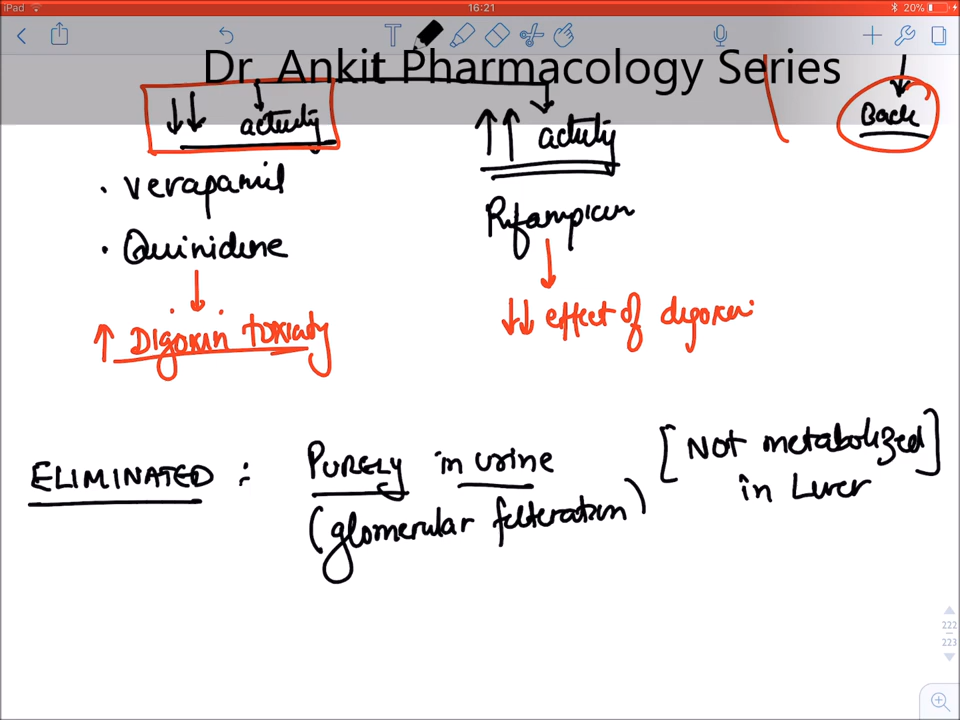 iPad
16:21
20%
T
Dr. Ankit Pharmacology Series
↓↓ activity
↑↑ activity
Back
• Verapamil
Rifampicin
• Quinidine
↑ Digoxin toxicity
↓↓ effect of digoxin
ELIMINATED : PURELY in urine [Not metabolized]
(glomerular filteration) in Liver
222
223